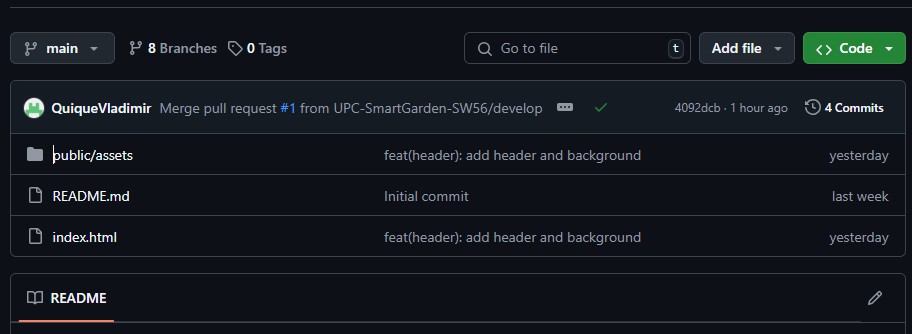 main 8 Branches 0 Tags Go to file t Add file Code
QuiqueVladimir Merge pull request #1 from UPC-SmartGarden-SW56/develop 4092dcb · 1 hour ago 4 Commits
public/assets feat(header): add header and background yesterday
README.md Initial commit last week
index.html feat(header): add header and background yesterday
README